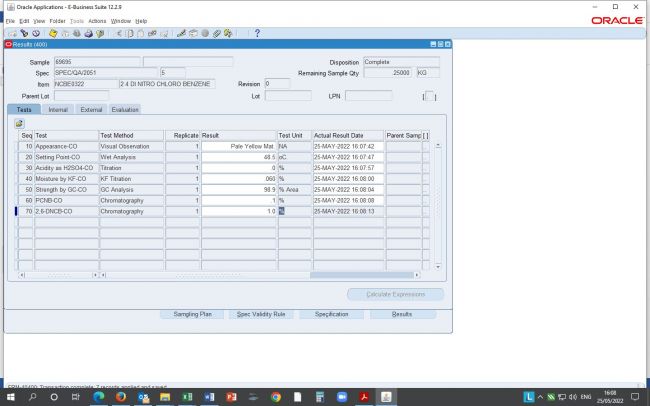 Oracle Applications - E-Business Suite 12.2.9
File Edit View Folder Tools Actions Window Help
ORACLE
Results (400)
Sample 69695 Disposition Complete
Spec SPEC/QA/2051 5 Remaining Sample Qty 25000 KG
Item NCBE0322 2 4 DI NITRO CHLORO BENZENE Revision 0
Parent Lot Lot LPN [ ]
Tests Internal External Evaluation
Seq Test Test Method Replicate Result Test Unit Actual Result Date Parent Samp [ ]
10 Appearance-CO Visual Observation 1 Pale Yellow Mat. NA 25-MAY-2022 16:07:42
20 Setting Point-CO Wet Analysis 1 48.5 oC 25-MAY-2022 16:07:47
30 Acidity as H2SO4-CO Titration 1 0 % 25-MAY-2022 16:07:57
40 Moisture by KF-CO KF Titration 1 .060 % 25-MAY-2022 16:08:00
50 Strength by GC-CO GC Analysis 1 98.9 % Area 25-MAY-2022 16:08:04
60 PCNB-CO Chromatography 1 .1 % 25-MAY-2022 16:08:08
70 2,6-DNCB-CO Chromatography 1 1.0 % 25-MAY-2022 16:08:13
Calculate Expressions
Sampling Plan Spec Validity Rule Specification Results
FRM-40400: Transaction complete: 7 records applied and saved.
ENG 16:08
25/05/2022